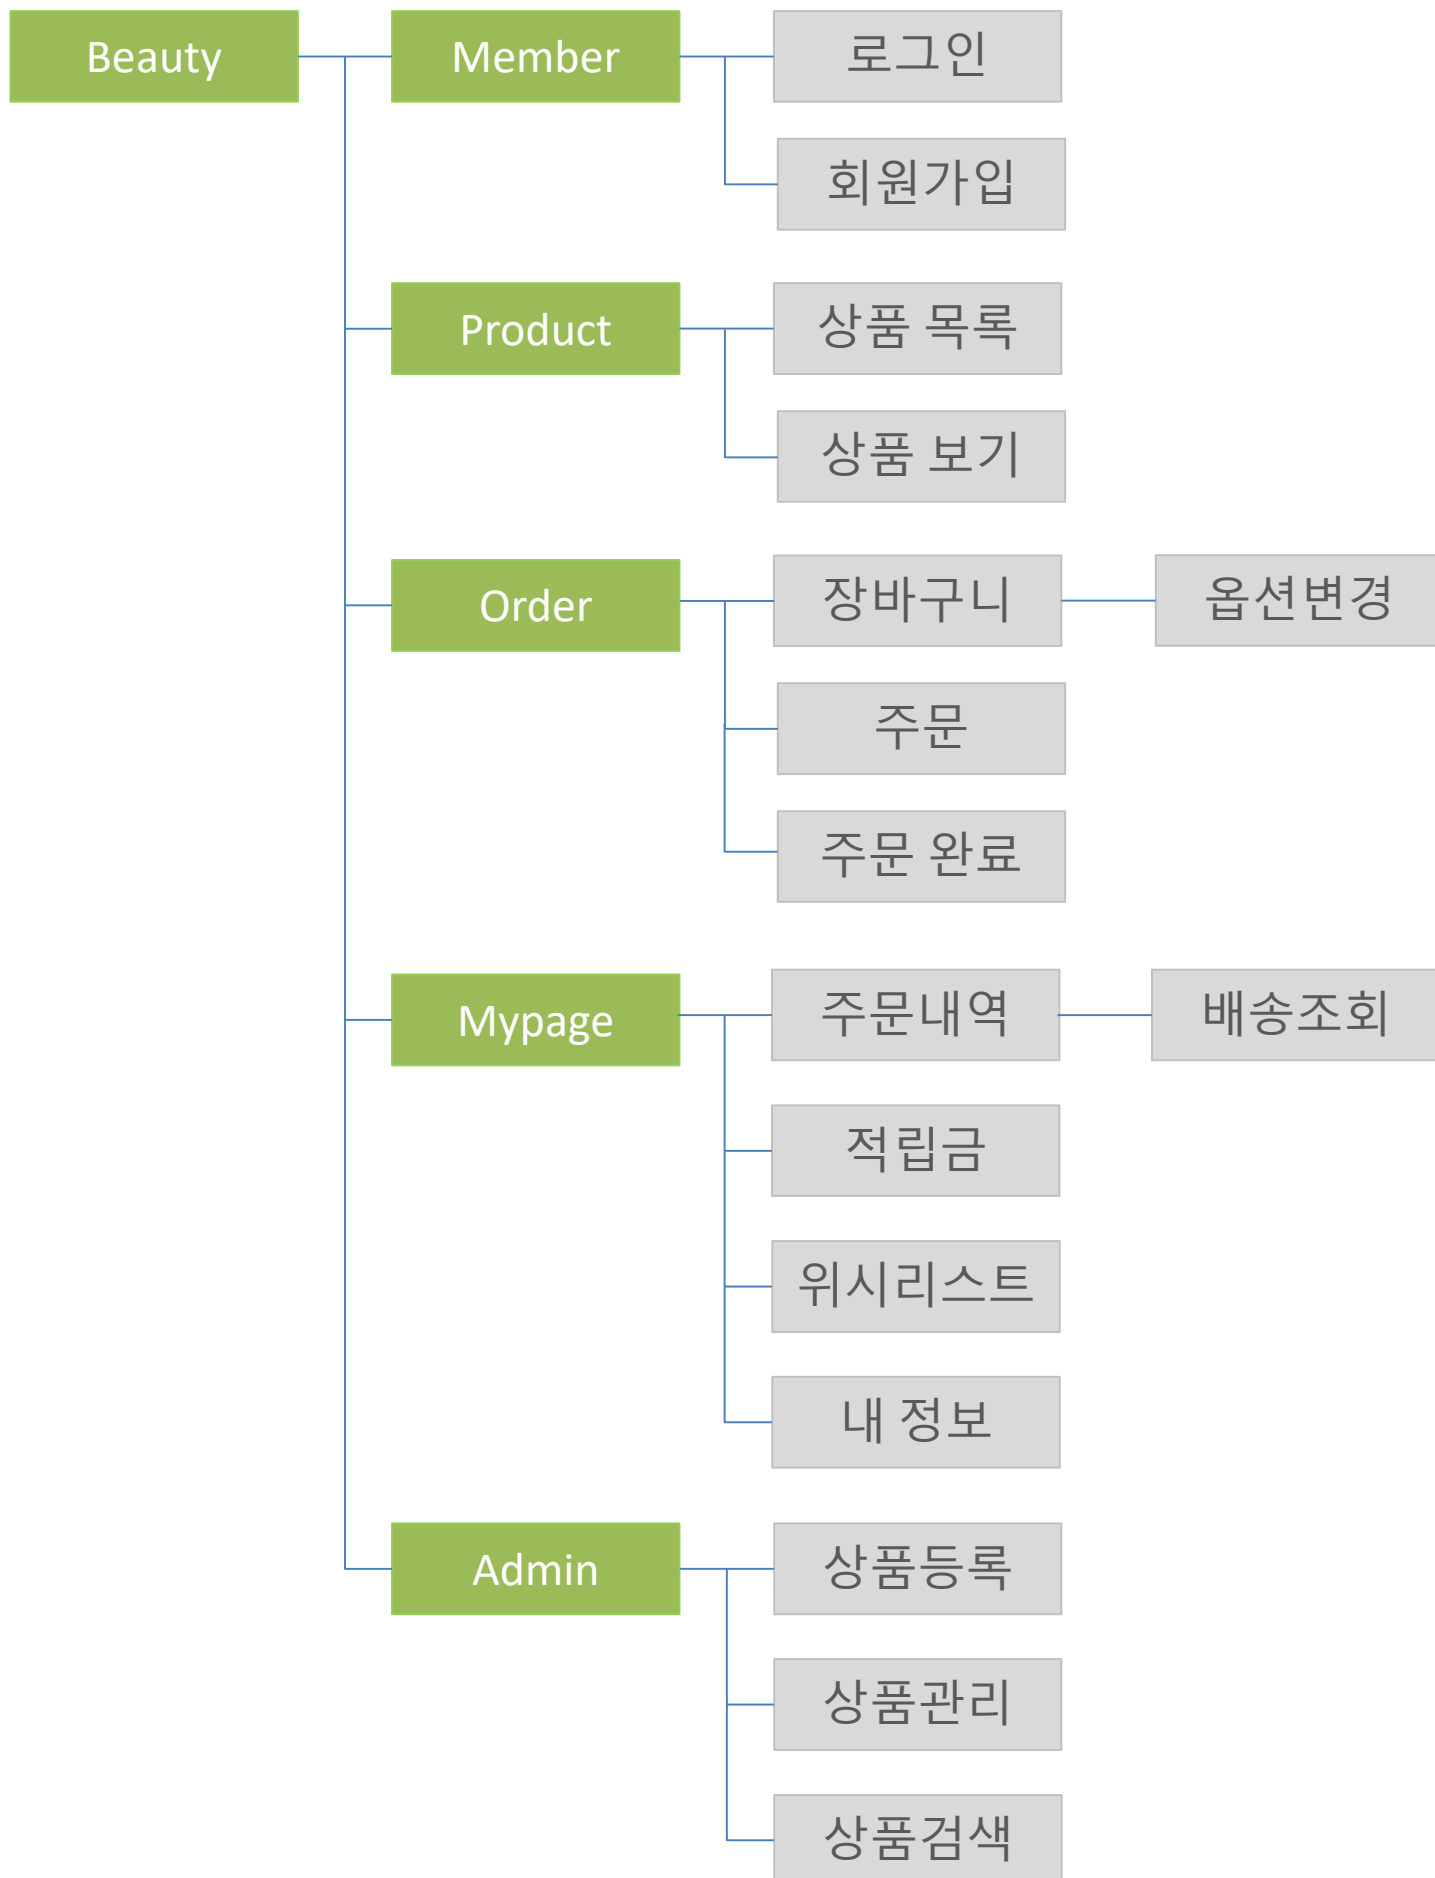 Beauty
Member
로그인
회원가입
Product
상품 목록
상품 보기
Order
장바구니
옵션변경
주문
주문 완료
Mypage
주문내역
배송조회
적립금
위시리스트
내 정보
Admin
상품등록
상품관리
상품검색